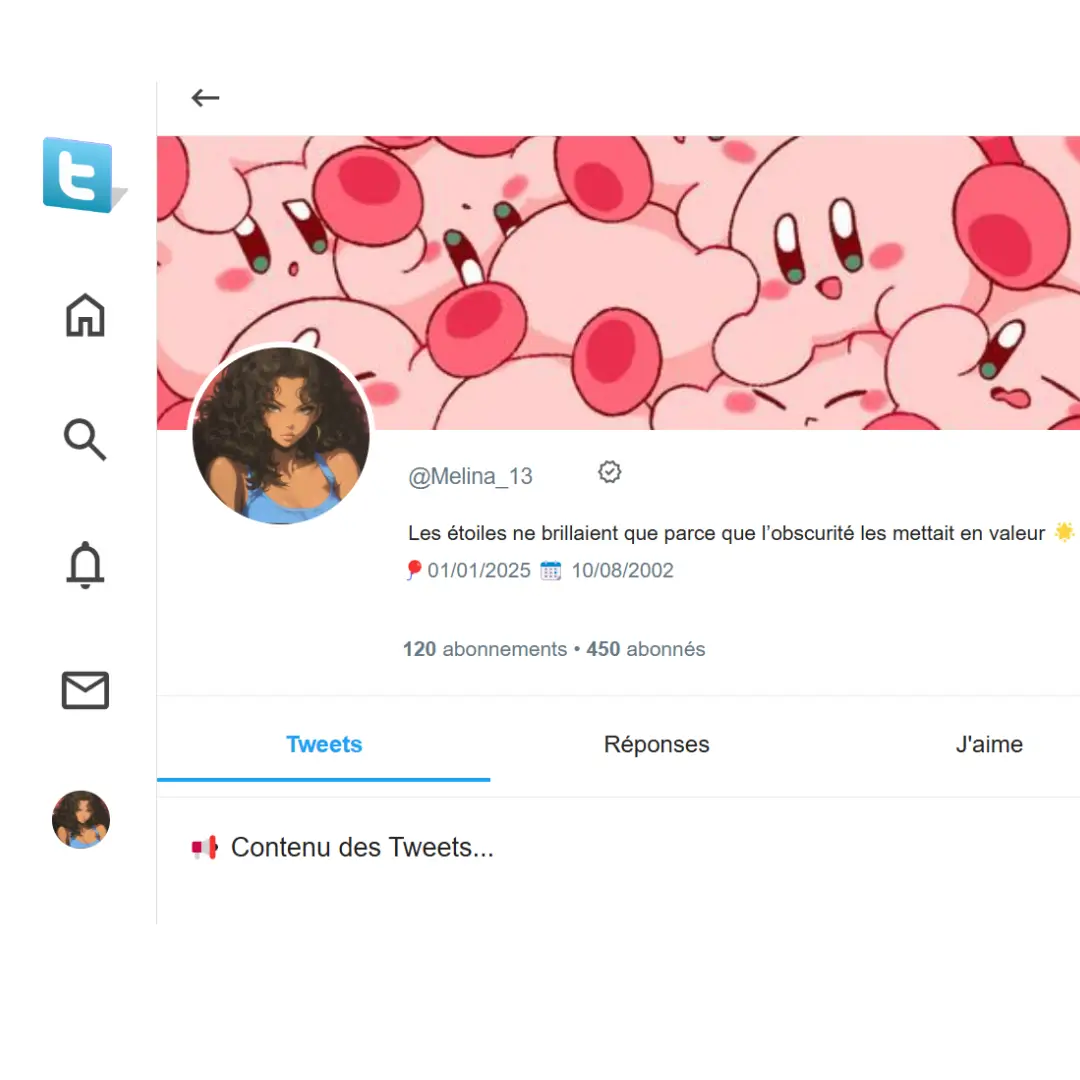 t
@Melina_13
Les étoiles ne brillaient que parce que l’obscurité les mettait en valeur 🌟
🎈 01/01/2025 🗓️ 10/08/2002
120 abonnements • 450 abonnés
Tweets Réponses J'aime
📢 Contenu des Tweets...